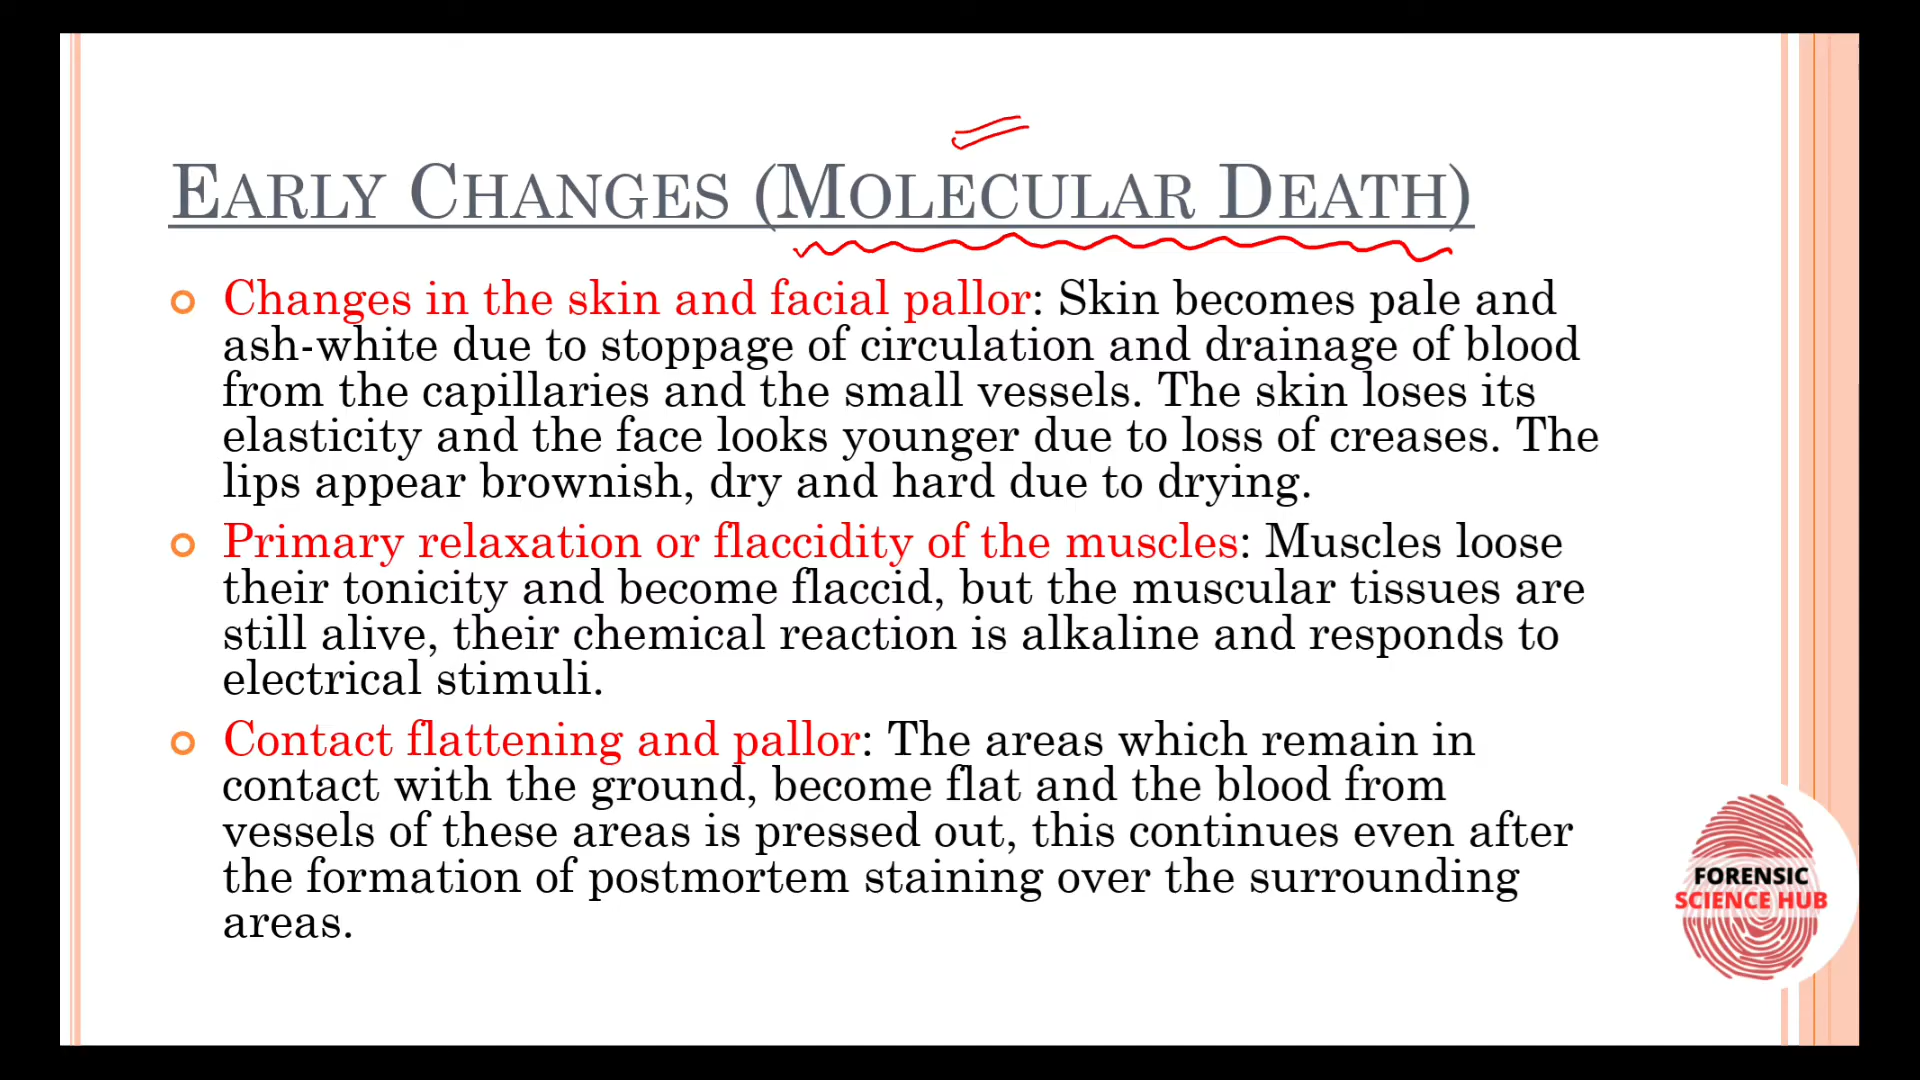 EARLY CHANGES (MOLECULAR DEATH)
Changes in the skin and facial pallor: Skin becomes pale and
ash-white due to stoppage of circulation and drainage of blood
from the capillaries and the small vessels. The skin loses its
elasticity and the face looks younger due to loss of creases. The
lips appear brownish, dry and hard due to drying.
Primary relaxation or flaccidity of the muscles: Muscles loose
their tonicity and become flaccid, but the muscular tissues are
still alive, their chemical reaction is alkaline and responds to
electrical stimuli.
Contact flattening and pallor: The areas which remain in
contact with the ground, become flat and the blood from
vessels of these areas is pressed out, this continues even after
the formation of postmortem staining over the surrounding
areas.
FORENSIC
SCIENCE HUB